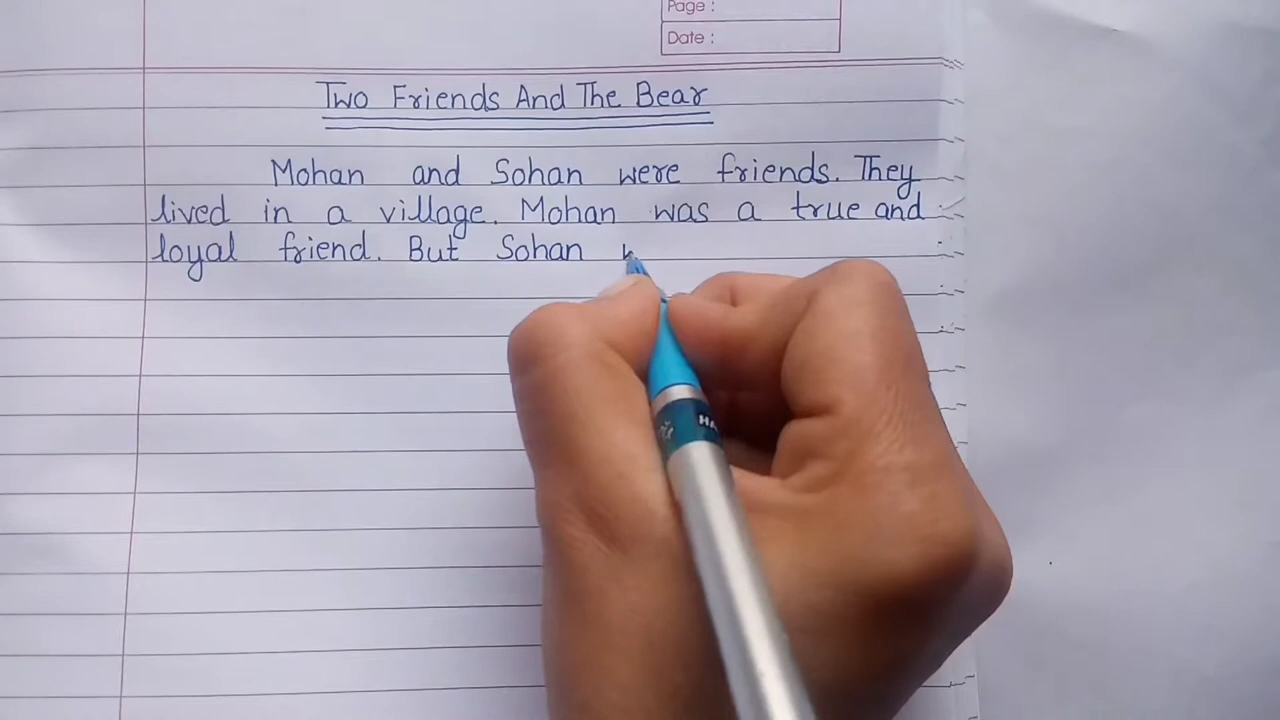 Page :
Date :
Two Friends And The Bear
Mohan and Sohan were friends. They
lived in a village. Mohan was a true and
loyal friend. But Sohan